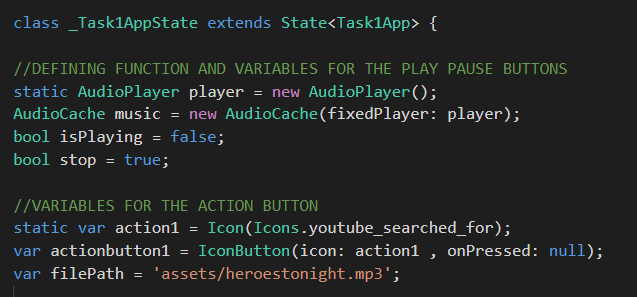 class _Task1AppState extends State<Task1App> {
//DEFINING FUNCTION AND VARIABLES FOR THE PLAY PAUSE BUTTONS
static AudioPlayer player = new AudioPlayer();
AudioCache music = new AudioCache(fixedPlayer: player);
bool isPlaying = false;
bool stop = true;
//VARIABLES FOR THE ACTION BUTTON
static var action1 = Icon(Icons.youtube_searched_for);
var actionbutton1 = IconButton(icon: action1 , onPressed: null);
var filePath = 'assets/heroestonight.mp3';